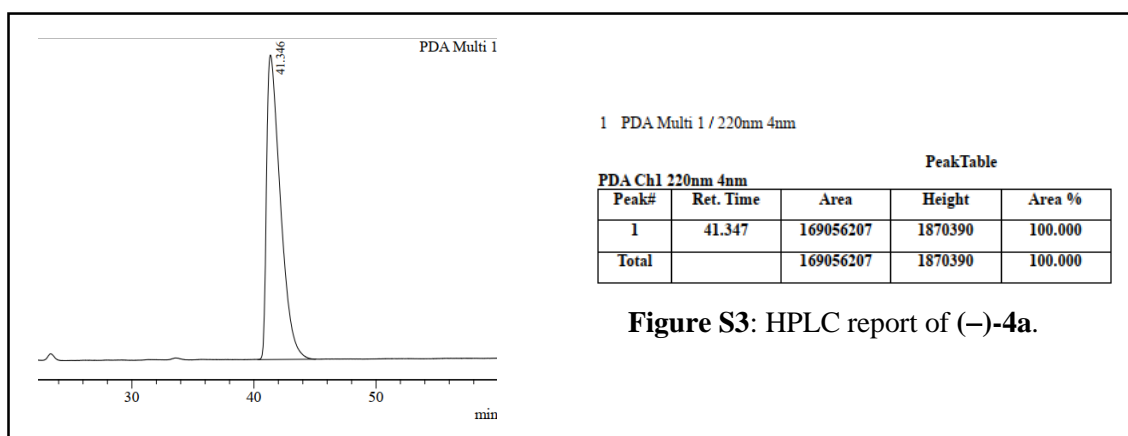 PDA Multi 1
41.346
30 40 50
min
1 PDA Multi 1 / 220nm 4nm
PeakTable
PDA Ch1 220nm 4nm
Peak# Ret. Time Area Height Area %
1 41.347 169056207 1870390 100.000
Total 169056207 1870390 100.000
Figure S3: HPLC report of (−)-4a.